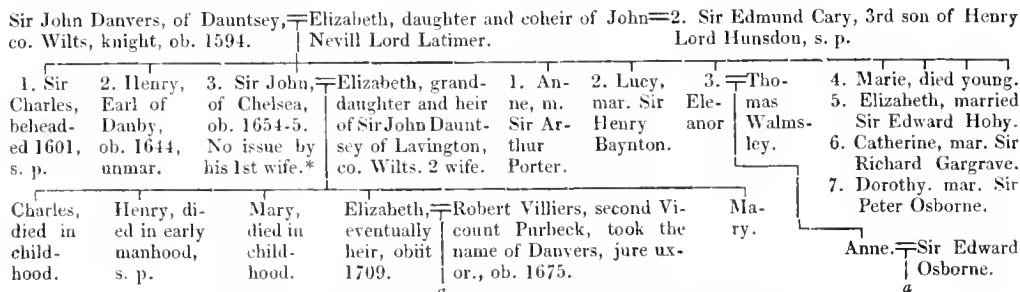 Sir John Danvers, of Dauntsey,
co. Wilts, knight, ob. 1594.
Elizabeth, daughter and coheir of John
Nevill Lord Latimer.
2. Sir Edmund Cary, 3rd son of Henry
Lord Hunsdon, s. p.
1. Sir
Charles,
behead-
ed 1601,
s. p.
2. Henry,
Earl of
Danby,
ob. 1644,
unmar.
3. Sir John,
of Chelsea,
ob. 1654-5.
No issue by
his 1st wife.*
Elizabeth, grand-
daughter and heir
of Sir John Daunt-
sey of Lavington,
co. Wilts. 2 wife.
1. An-
ne, m.
Sir Ar-
thur
Porter.
2. Lucy,
mar. Sir
Henry
Baynton.
3.
Ele-
anor
Tho-
mas
Walms-
ley.
4. Marie, died young.
5. Elizabeth, married
Sir Edward Hoby.
6. Catherine, mar. Sir
Richard Gargrave.
7. Dorothy. mar. Sir
Peter Osborne.
Charles,
died in
child-
hood.
Henry, di-
ed in early
manhood,
s. p.
Mary,
died in
child-
hood.
Elizabeth,
eventually
heir, obiit
1709.
Robert Villiers, second Vi-
count Purbeck, took the
name of Danvers, jure ux-
or., ob. 1675.
Ma-
ry.
Anne.
Sir Edward
Osborne.
a
a